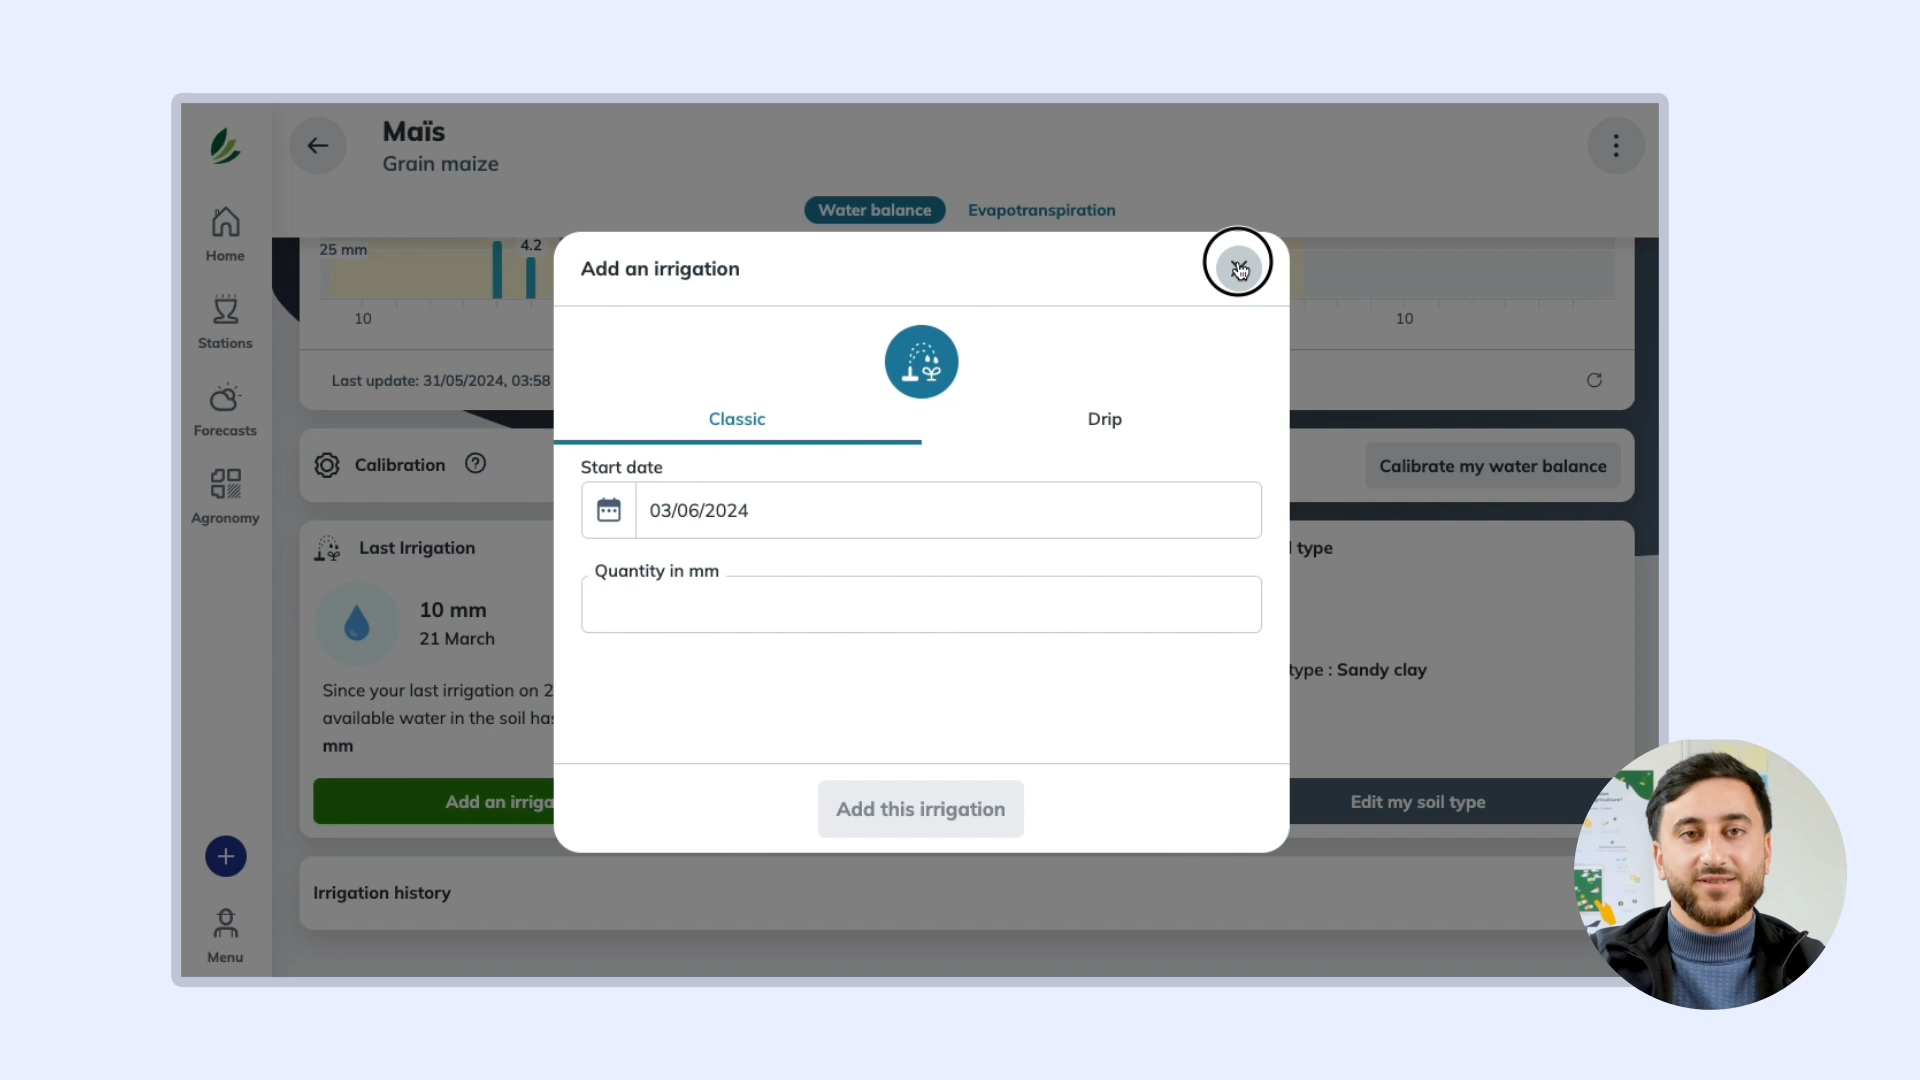 Maïs
Grain maize
Water balance
Evapotranspiration
25 mm
4.2
10
10
Last update: 31/05/2024, 03:58
Home
Stations
Forecasts
Agronomy
Menu
Add an irrigation
Classic
Drip
Start date
03/06/2024
Quantity in mm
Add this irrigation
Calibration
Calibrate my water balance
Last Irrigation
10 mm
21 March
Since your last irrigation on 2
available water in the soil has
mm
Add an irriga
type
type : Sandy clay
Edit my soil type
Irrigation history